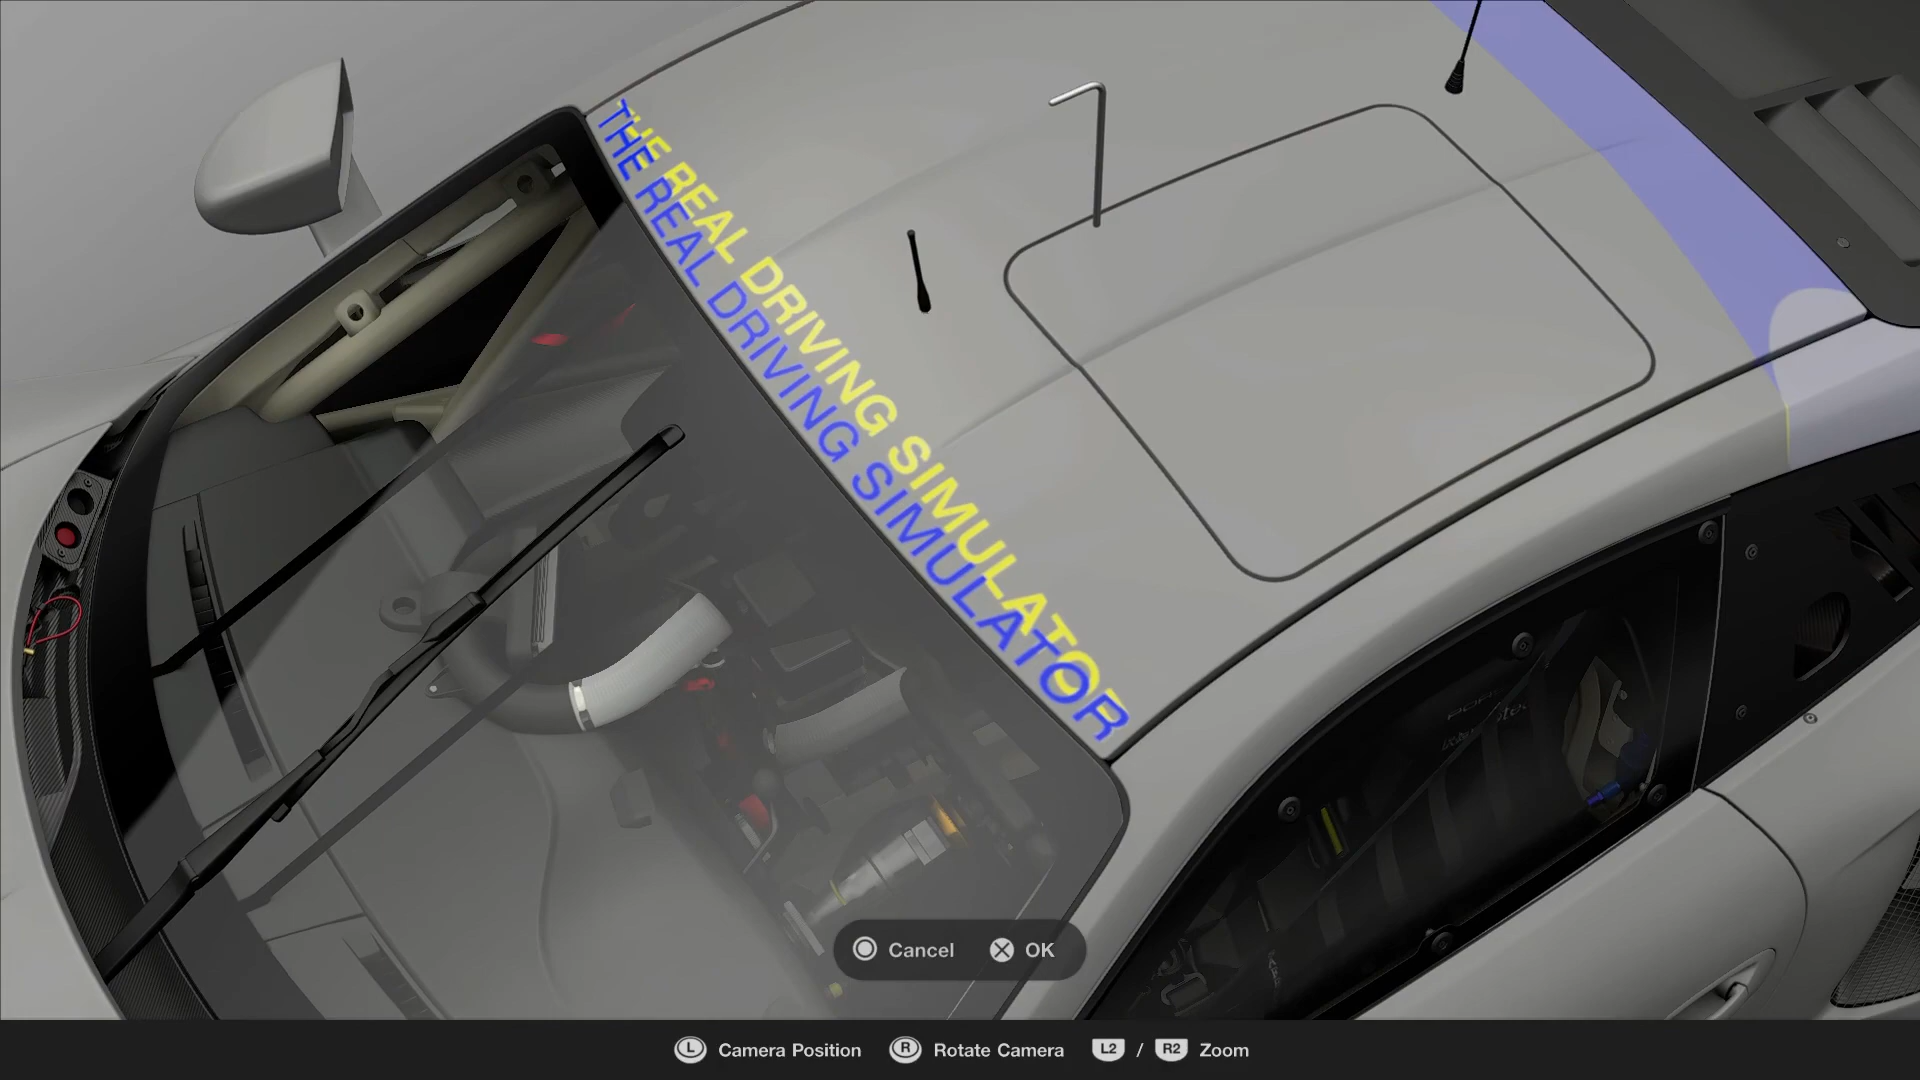 THE REAL DRIVING SIMULATOR
THE REAL DRIVING SIMULATOR
Cancel OK
L Camera Position R Rotate Camera L2 / R2 Zoom